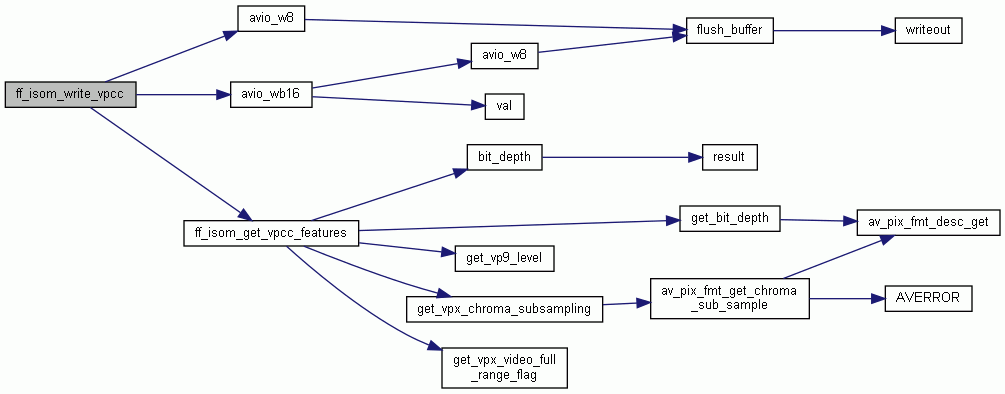 avio_w8
flush_buffer
writeout
avio_w8
ff_isom_write_vpcc
avio_wb16
val
bit_depth
result
ff_isom_get_vpcc_features
get_bit_depth
av_pix_fmt_desc_get
get_vp9_level
get_vpx_chroma_subsampling
av_pix_fmt_get_chroma
_sub_sample
AVERROR
get_vpx_video_full
_range_flag